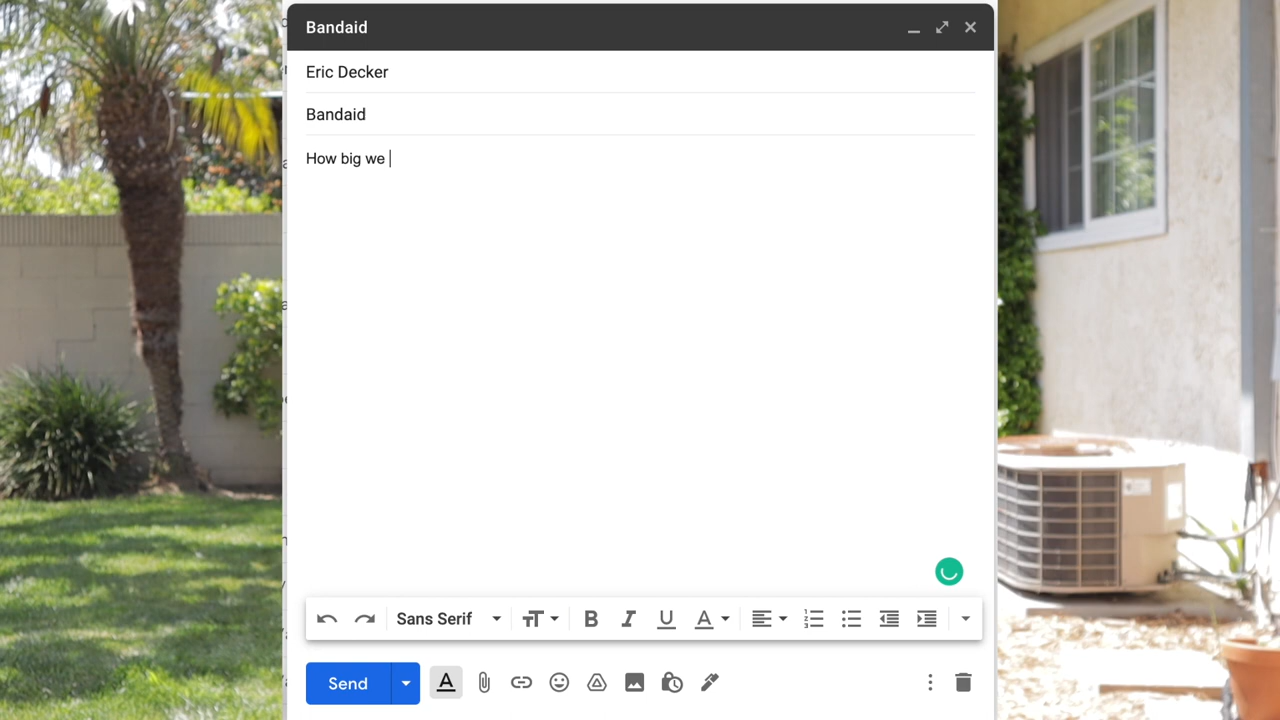 Bandaid
Eric Decker
Bandaid
How big we
Sans Serif
Send